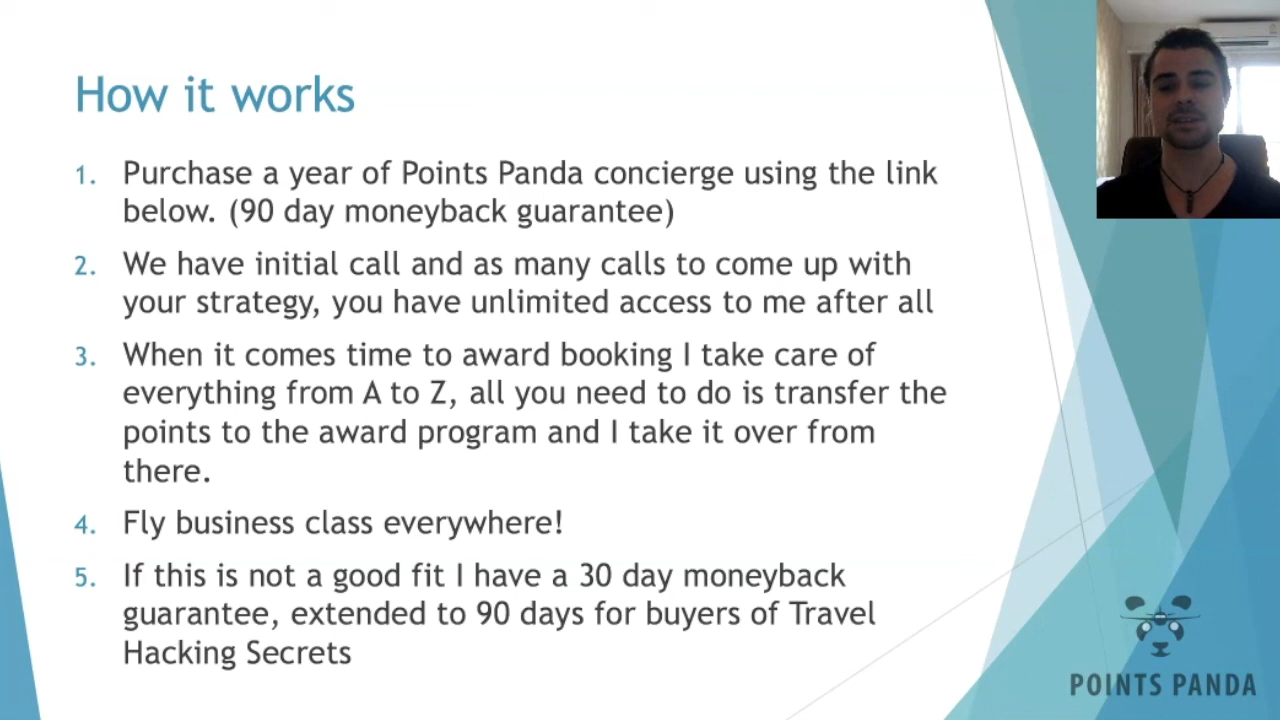 How it works
1. Purchase a year of Points Panda concierge using the link
below. (90 day moneyback guarantee)
2. We have initial call and as many calls to come up with
your strategy, you have unlimited access to me after all
3. When it comes time to award booking I take care of
everything from A to Z, all you need to do is transfer the
points to the award program and I take it over from
there.
4. Fly business class everywhere!
5. If this is not a good fit I have a 30 day moneyback
guarantee, extended to 90 days for buyers of Travel
Hacking Secrets
POINTS PANDA